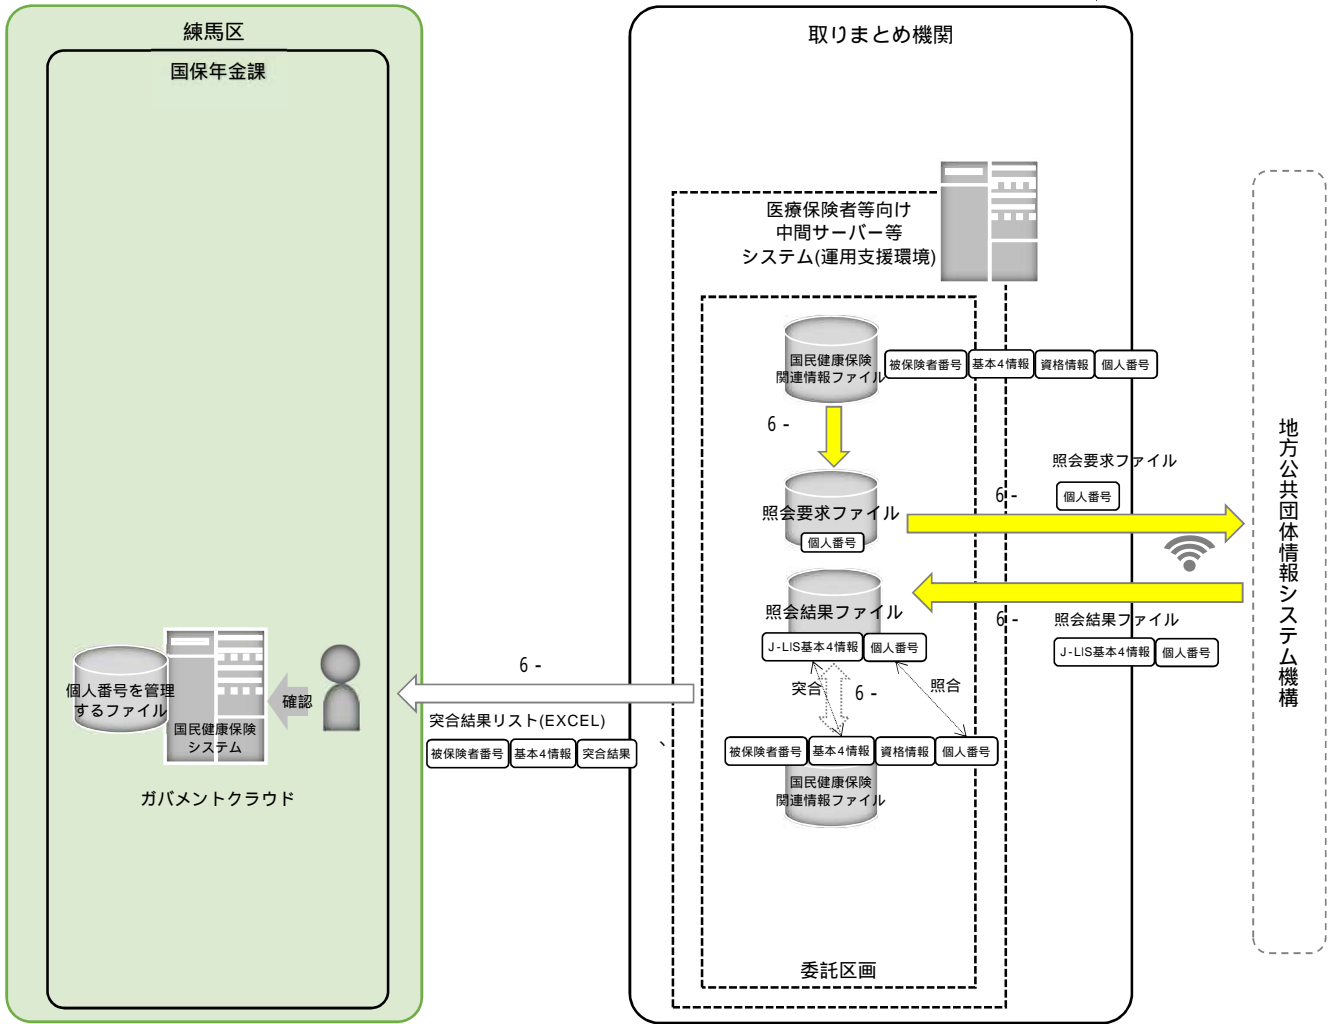 練馬区
国保年金課
個人番号を管理
するファイル
国民健康保険
システム
確認
ガバメントクラウド
6 -
突合結果リスト(EXCEL)
被保険者番号
基本4情報
突合結果
、
取りまとめ機関
医療保険者等向け
中間サーバー等
システム(運用支援環境)
国民健康保険
関連情報ファイル
被保険者番号
基本4情報
資格情報
個人番号
6 -
照会要求ファイル
個人番号
照会要求ファイル
6 -
個人番号
照会結果ファイル
J-LIS基本4情報
個人番号
6 -
照会結果ファイル
J-LIS基本4情報
個人番号
突合
6 -
照合
被保険者番号
基本4情報
資格情報
個人番号
国民健康保険
関連情報ファイル
委託区画
地方公共団体情報システム機構